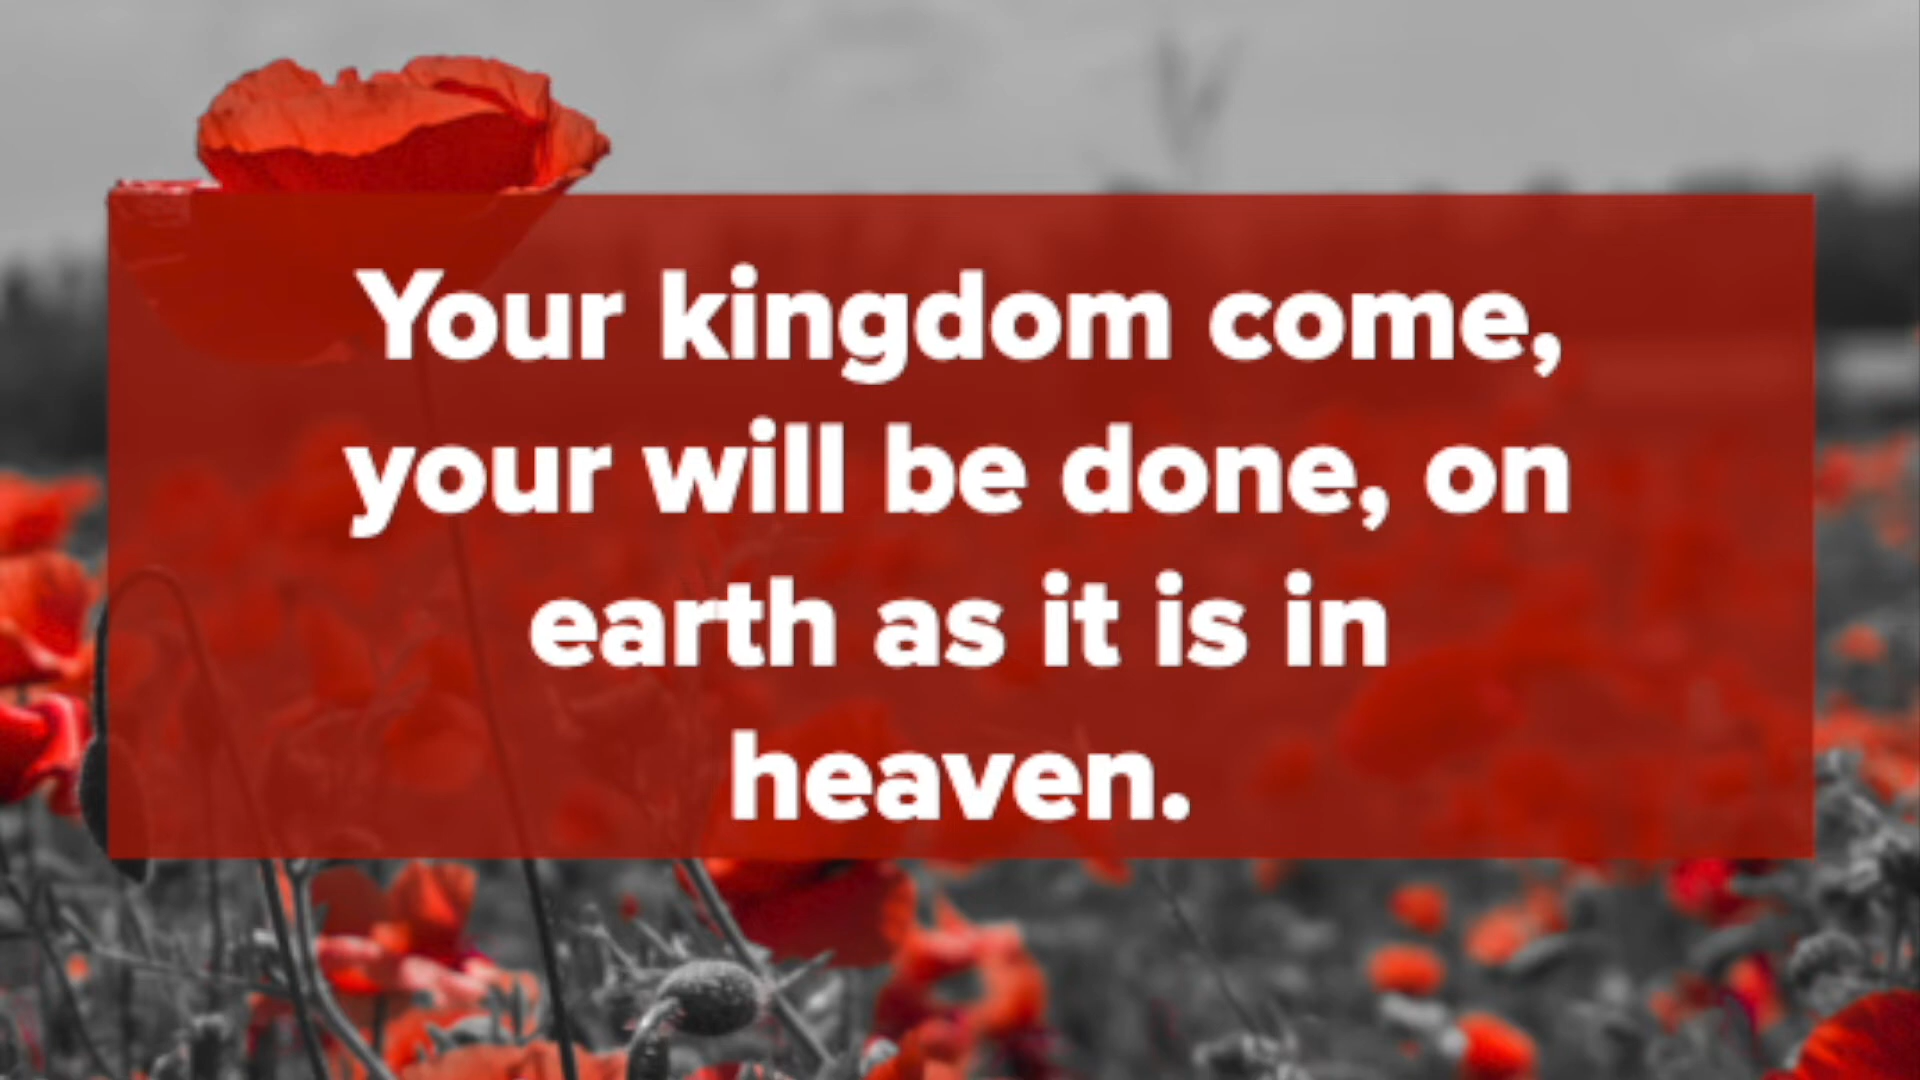 Your kingdom come,
your will be done, on
earth as it is in
heaven.